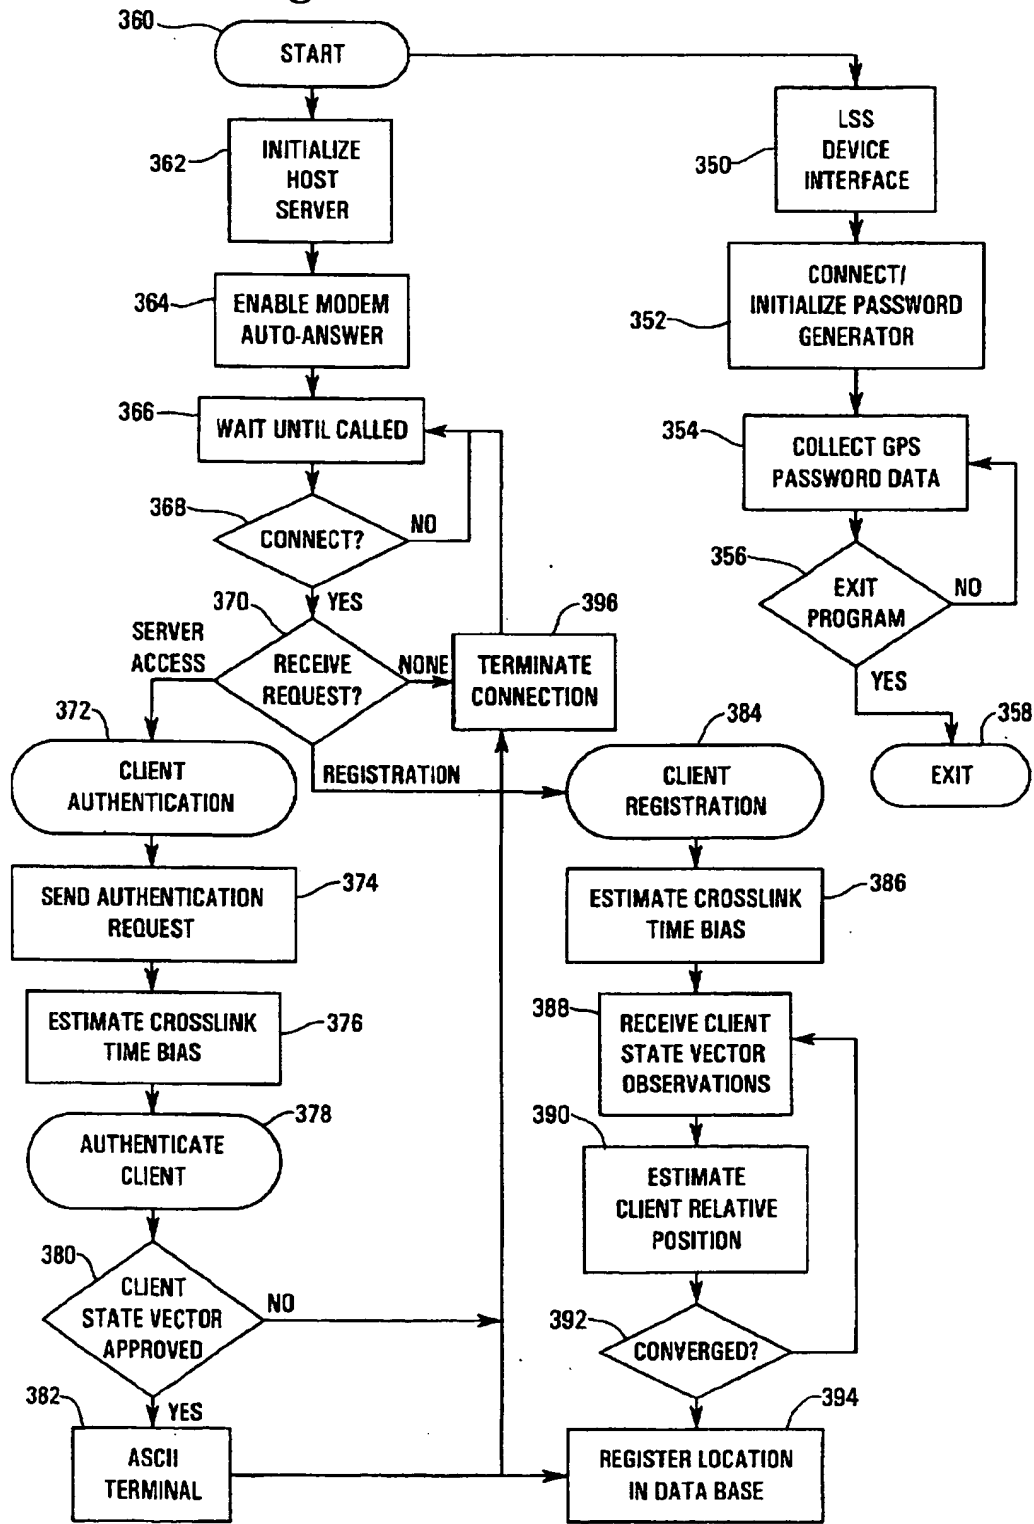 360
START
362
INITIALIZE
HOST
SERVER
364
ENABLE MODEM
AUTO-ANSWER
366
WAIT UNTIL CALLED
368
CONNECT?
NO
YES
370
RECEIVE
REQUEST?
SERVER
ACCESS
NONE
REGISTRATION
396
TERMINATE
CONNECTION
350
LSS
DEVICE
INTERFACE
352
CONNECT/
INITIALIZE PASSWORD
GENERATOR
354
COLLECT GPS
PASSWORD DATA
356
EXIT
PROGRAM
NO
YES
358
EXIT
372
CLIENT
AUTHENTICATION
374
SEND AUTHENTICATION
REQUEST
376
ESTIMATE CROSSLINK
TIME BIAS
378
AUTHENTICATE
CLIENT
380
CLIENT
STATE VECTOR
APPROVED
NO
YES
382
ASCII
TERMINAL
384
CLIENT
REGISTRATION
386
ESTIMATE CROSSLINK
TIME BIAS
388
RECEIVE CLIENT
STATE VECTOR
OBSERVATIONS
390
ESTIMATE
CLIENT RELATIVE
POSITION
392
CONVERGED?
394
REGISTER LOCATION
IN DATA BASE